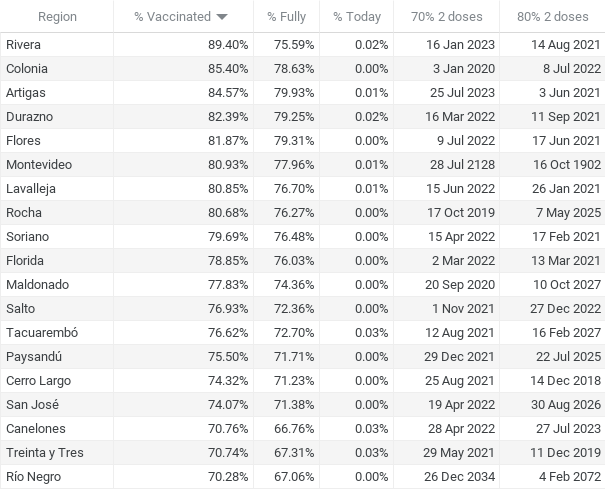 Region % Vaccinated % Fully % Today 70% 2 doses 80% 2 doses
Rivera 89.40% 75.59% 0.02% 16 Jan 2023 14 Aug 2021
Colonia 85.40% 78.63% 0.00% 3 Jan 2020 8 Jul 2022
Artigas 84.57% 79.93% 0.01% 25 Jul 2023 3 Jun 2021
Durazno 82.39% 79.25% 0.02% 16 Mar 2022 11 Sep 2021
Flores 81.87% 79.31% 0.00% 9 Jul 2022 17 Jun 2021
Montevideo 80.93% 77.96% 0.01% 28 Jul 2128 16 Oct 1902
Lavalleja 80.85% 76.70% 0.01% 15 Jun 2022 26 Jan 2021
Rocha 80.68% 76.27% 0.00% 17 Oct 2019 7 May 2025
Soriano 79.69% 76.48% 0.00% 15 Apr 2022 17 Feb 2021
Florida 78.85% 76.03% 0.00% 2 Mar 2022 13 Mar 2021
Maldonado 77.83% 74.36% 0.00% 20 Sep 2020 10 Oct 2027
Salto 76.93% 72.36% 0.00% 1 Nov 2021 27 Dec 2022
Tacuarembó 76.62% 72.70% 0.03% 12 Aug 2021 16 Feb 2027
Paysandú 75.50% 71.71% 0.00% 29 Dec 2021 22 Jul 2025
Cerro Largo 74.32% 71.23% 0.00% 25 Aug 2021 14 Dec 2018
San José 74.07% 71.38% 0.00% 19 Apr 2022 30 Aug 2026
Canelones 70.76% 66.76% 0.03% 28 Apr 2022 27 Jul 2023
Treinta y Tres 70.74% 67.31% 0.03% 29 May 2021 11 Dec 2019
Río Negro 70.28% 67.06% 0.00% 26 Dec 2034 4 Feb 2072